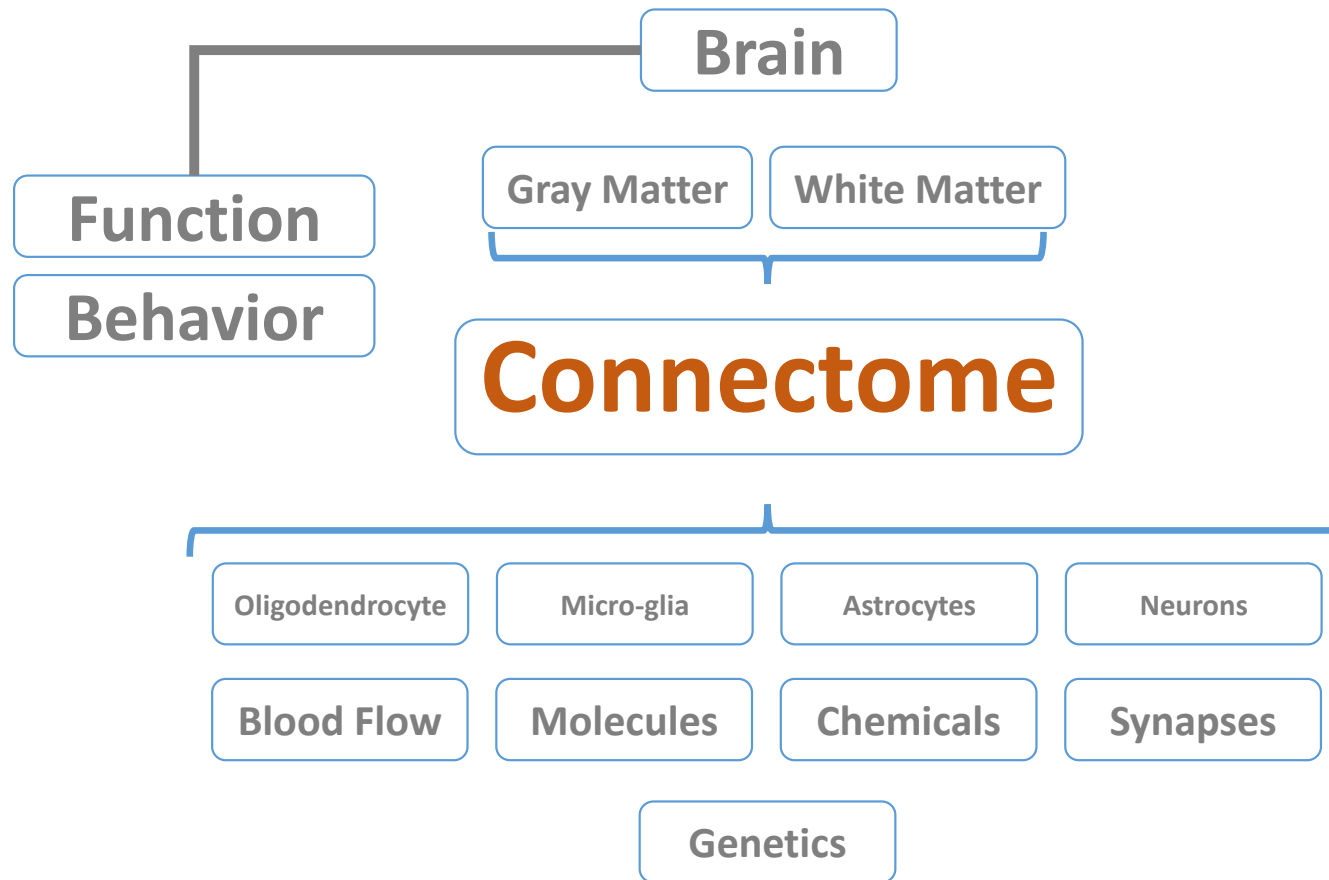 Brain
Gray Matter
White Matter
Function
Behavior
Connectome
Oligodendrocyte
Micro-glia
Astrocytes
Neurons
Blood Flow
Molecules
Chemicals
Synapses
Genetics